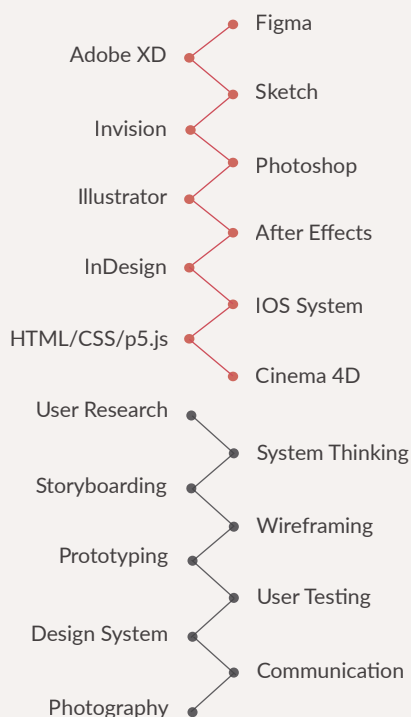 Figma
Adobe XD
Sketch
Invision
Photoshop
Illustrator
After Effects
InDesign
IOS System
HTML/CSS/p5.js
Cinema 4D
User Research
System Thinking
Storyboarding
Wireframing
Prototyping
User Testing
Design System
Communication
Photography